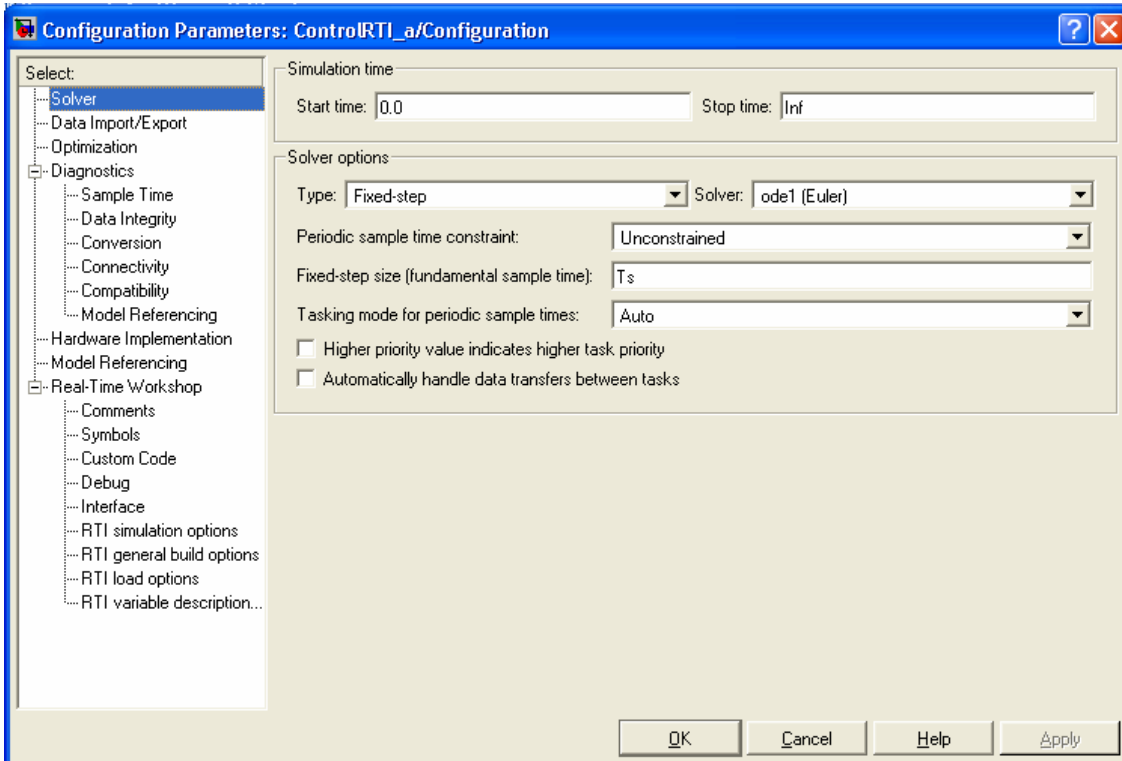 Configuration Parameters: ControlRTI_a/Configuration
Select:
Solver
Data Import/Export
Optimization
Diagnostics
Sample Time
Data Integrity
Conversion
Connectivity
Compatibility
Model Referencing
Hardware Implementation
Model Referencing
Real-Time Workshop
Comments
Symbols
Custom Code
Debug
Interface
RTI simulation options
RTI general build options
RTI load options
RTI variable description...
Simulation time
Start time: 0.0 Stop time: Inf
Solver options
Type: Fixed-step Solver: ode1 (Euler)
Periodic sample time constraint: Unconstrained
Fixed-step size (fundamental sample time): Ts
Tasking mode for periodic sample times: Auto
Higher priority value indicates higher task priority
Automatically handle data transfers between tasks
OK Cancel Help Apply